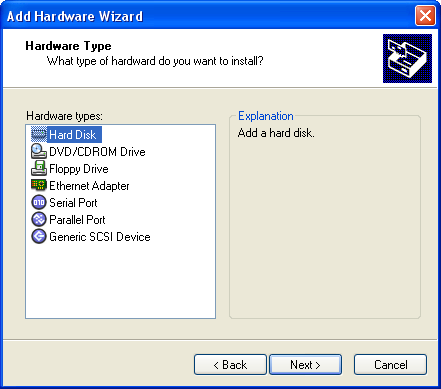 Add Hardware Wizard
Hardware Type
What type of hardward do you want to install?
Hardware types:
Hard Disk
DVD/CDROM Drive
Floppy Drive
Ethernet Adapter
Serial Port
Parallel Port
Generic SCSI Device
Explanation
Add a hard disk.
< Back
Next >
Cancel